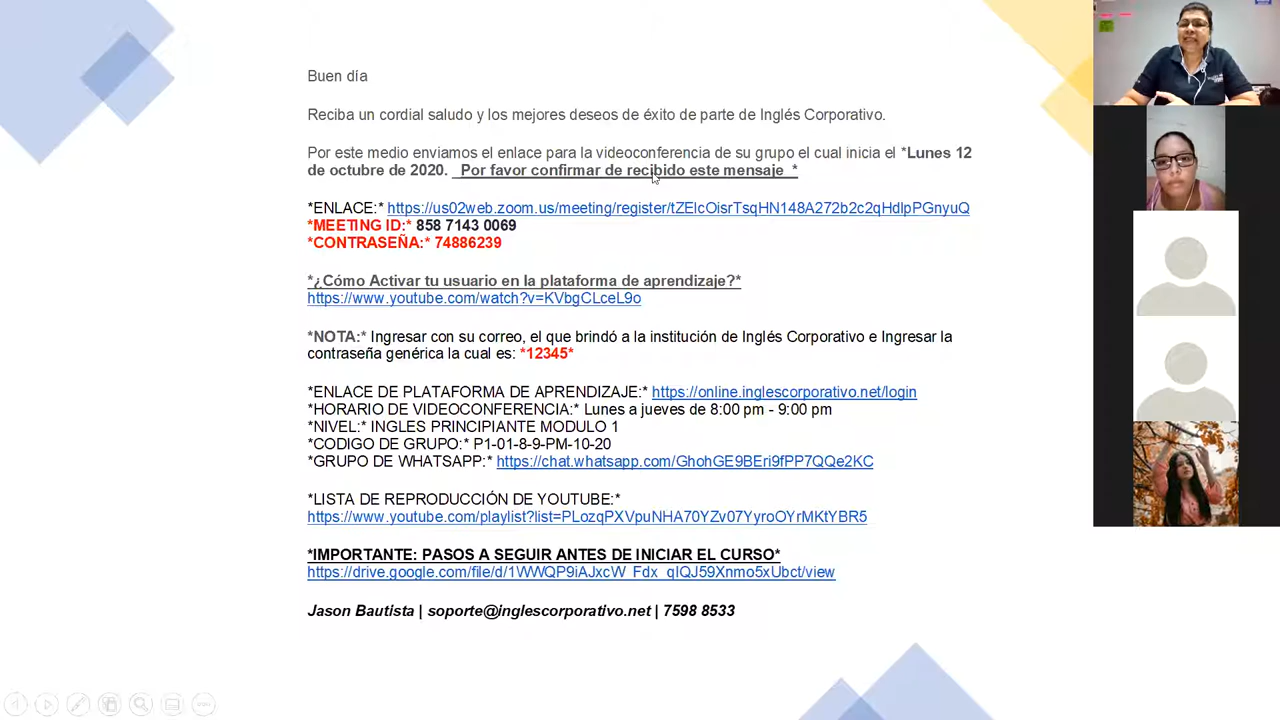 Buen día
Reciba un cordial saludo y los mejores deseos de éxito de parte de Inglés Corporativo.
Por este medio enviamos el enlace para la videoconferencia de su grupo el cual inicia el *Lunes 12
de octubre de 2020. Por favor confirmar de recibido este mensaje *
*ENLACE:* https://us02web.zoom.us/meeting/register/tZElcOisrTsqHN148A272b2c2qHdlpPGnyuQ
*MEETING ID:* 858 7143 0069
*CONTRASEÑA:* 74886239
*¿Cómo Activar tu usuario en la plataforma de aprendizaje?*
https://www.youtube.com/watch?v=KVbgCLceL9o
*NOTA:* Ingresar con su correo, el que brindó a la institución de Inglés Corporativo e Ingresar la
contraseña genérica la cual es: *12345*
*ENLACE DE PLATAFORMA DE APRENDIZAJE:* https://online.inglescorporativo.net/login
*HORARIO DE VIDEOCONFERENCIA:* Lunes a jueves de 8:00 pm - 9:00 pm
*NIVEL:* INGLES PRINCIPIANTE MODULO 1
*CODIGO DE GRUPO:* P1-01-8-9-PM-10-20
*GRUPO DE WHATSAPP:* https://chat.whatsapp.com/GhohGE9BEri9fPP7QQe2KC
*LISTA DE REPRODUCCIÓN DE YOUTUBE:*
https://www.youtube.com/playlist?list=PLozqPXVpuNHA70YZv07YyroOYrMKtYBR5
*IMPORTANTE: PASOS A SEGUIR ANTES DE INICIAR EL CURSO*
https://drive.google.com/file/d/1WWQP9iAJxcW_Fdx_qIQJ59Xnmo5xUbct/view
Jason Bautista | soporte@inglescorporativo.net | 7598 8533